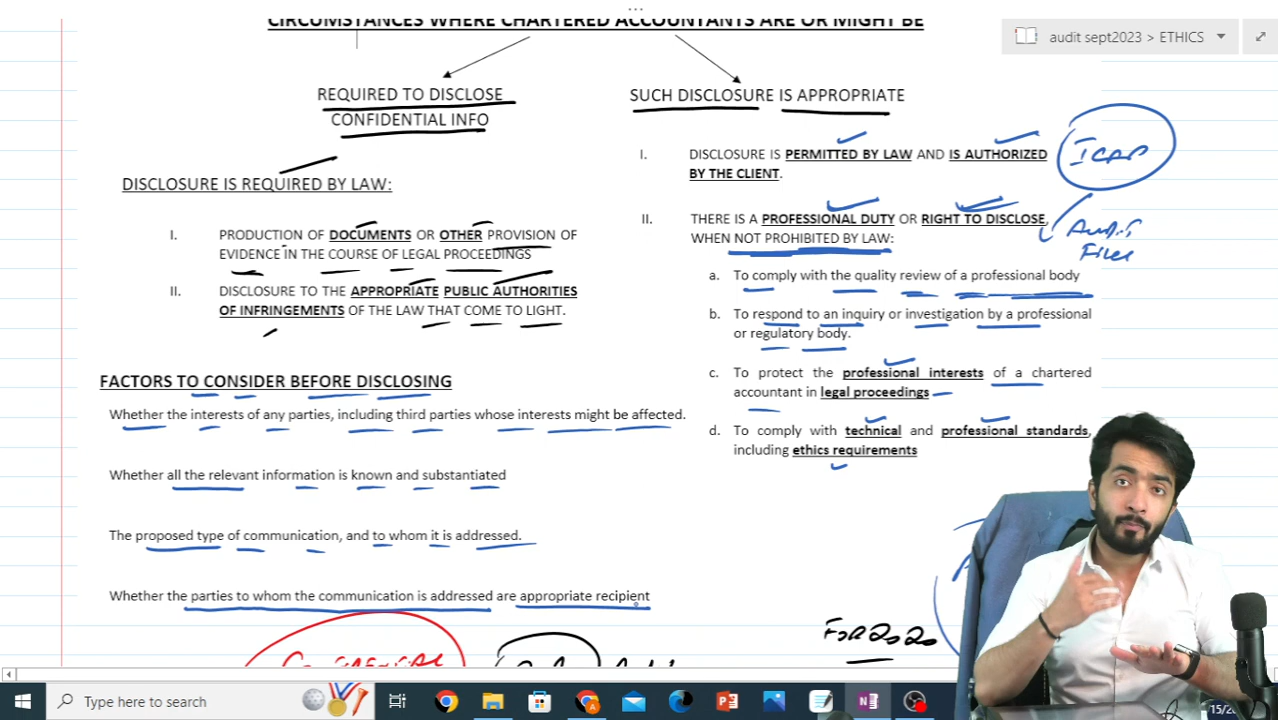 CIRCUMSTANCES WHERE CHARTERED ACCOUNTANTS ARE OR MIGHT BE
audit sept2023 > ETHICS
REQUIRED TO DISCLOSE
CONFIDENTIAL INFO
DISCLOSURE IS REQUIRED BY LAW:
I. PRODUCTION OF DOCUMENTS OR OTHER PROVISION OF
EVIDENCE IN THE COURSE OF LEGAL PROCEEDINGS
II. DISCLOSURE TO THE APPROPRIATE PUBLIC AUTHORITIES
OF INFRINGEMENTS OF THE LAW THAT COME TO LIGHT.
SUCH DISCLOSURE IS APPROPRIATE
I. DISCLOSURE IS PERMITTED BY LAW AND IS AUTHORIZED
BY THE CLIENT.
ICAP
II. THERE IS A PROFESSIONAL DUTY OR RIGHT TO DISCLOSE,
WHEN NOT PROHIBITED BY LAW:
Audit
Files
a. To comply with the quality review of a professional body
b. To respond to an inquiry or investigation by a professional
or regulatory body.
c. To protect the professional interests of a chartered
accountant in legal proceedings
d. To comply with technical and professional standards,
including ethics requirements
FACTORS TO CONSIDER BEFORE DISCLOSING
Whether the interests of any parties, including third parties whose interests might be affected.
Whether all the relevant information is known and substantiated
The proposed type of communication, and to whom it is addressed.
Whether the parties to whom the communication is addressed are appropriate recipient
Type here to search